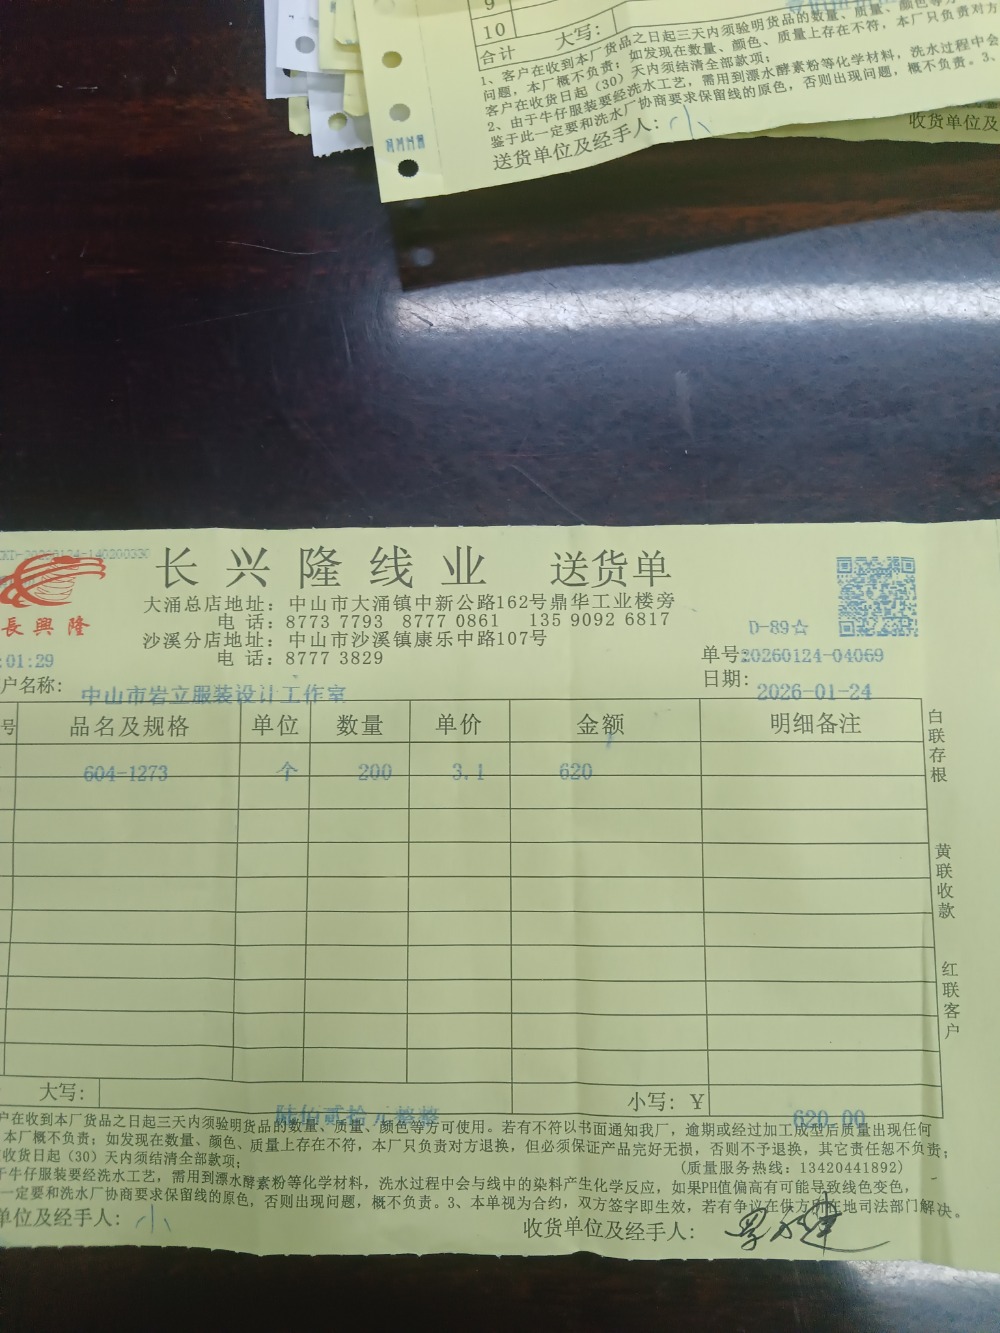 9
10
合计 大写:
1、客户在收到本厂货品之日起三天内须验明货品的数量、质量、颜色等
问题，本厂概不负责；如发现在数量、颜色、质量上存在不符，本厂只负责对方
客户在收货日起（30）天内须结清全部款项；
2、由于牛仔服装要经洗水工艺，需用到漂水酵素粉等化学材料，洗水过程中会
鉴于此一定要和洗水厂协商要求保留线的原色，否则出现问题，概不负责。3、
送货单位及经手人: 小
收货单位及
長興隆
长兴隆线业 送货单
大涌总店地址：中山市大涌镇中新公路162号鼎华工业楼旁
电 话：8773 7793 8777 0861 135 9092 6817
沙溪分店地址：中山市沙溪镇康乐中路107号
电 话：8777 3829
D-89☆
:01:29
单号:20260124-04069
户名称: 中山市岩立服装设计工作室
日期: 2026-01-24
号 品名及规格 单位 数量 单价 金额 明细备注
604-1273 个 200 3.1 620
白联存根
黄联收款
红联客户
大写: 陆佰贰拾元整整 小写: ￥ 620.00
户在收到本厂货品之日起三天内须验明货品的数量、质量、颜色等方可使用。若有不符以书面通知我厂，逾期或经过加工成型后质量出现任何
本厂概不负责；如发现在数量、颜色、质量上存在不符，本厂只负责对方退换，但必须保证产品完好无损，否则不予退换，其它责任恕不负责；
收货日起（30）天内须结清全部款项； （质量服务热线：13420441892）
于牛仔服装要经洗水工艺，需用到漂水酵素粉等化学材料，洗水过程中会与线中的染料产生化学反应，如果PH值偏高有可能导致线色变色，
一定要和洗水厂协商要求保留线的原色，否则出现问题，概不负责。3、本单视为合约，双方签字即生效，若有争议在供方所在地司法部门解决。
单位及经手人: 小 收货单位及经手人: